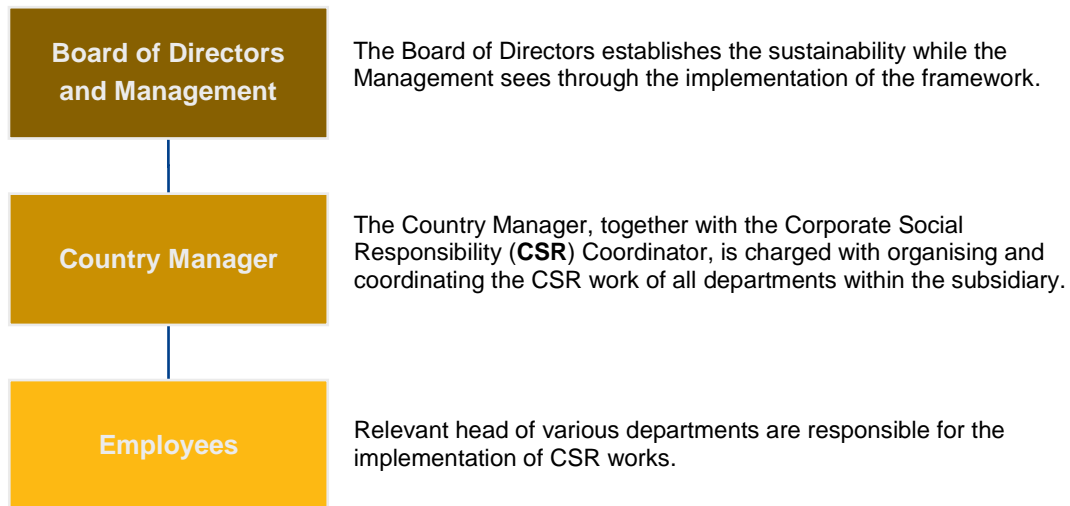 Board of Directors
and Management
The Board of Directors establishes the sustainability while the
Management sees through the implementation of the framework.
Country Manager
The Country Manager, together with the Corporate Social
Responsibility (CSR) Coordinator, is charged with organising and
coordinating the CSR work of all departments within the subsidiary.
Employees
Relevant head of various departments are responsible for the
implementation of CSR works.